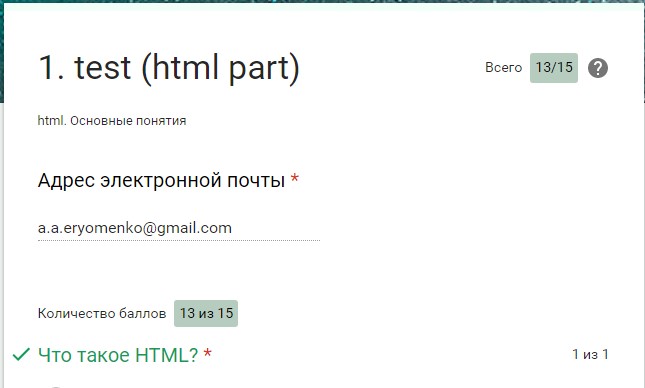 1. test (html part)
Всего 13/15
html. Основные понятия
Адрес электронной почты *
a.a.eryomenko@gmail.com
Количество баллов 13 из 15
Что такое HTML? * 1 из 1